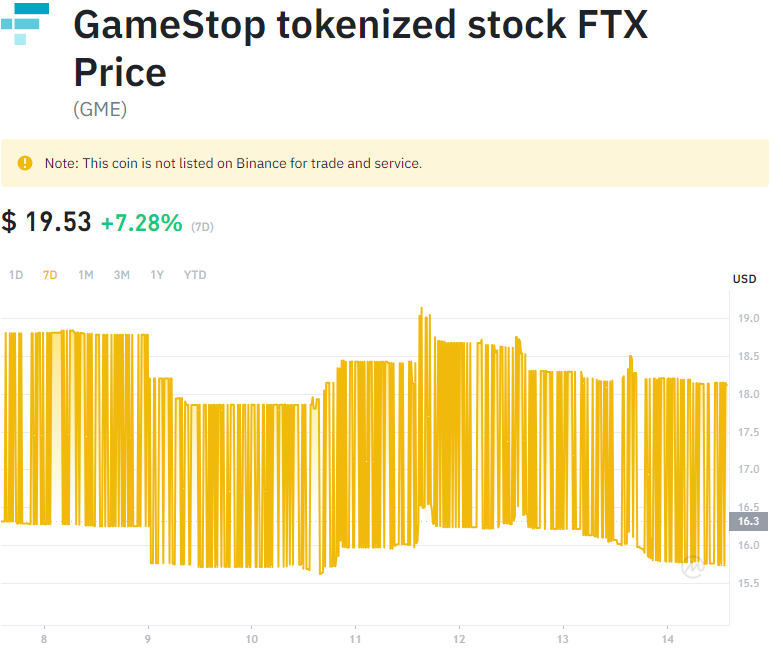 GameStop tokenized stock FTX
Price
(GME)
Note: This coin is not listed on Binance for trade and service.
$ 19.53 +7.28% (7D)
1D 7D 1M 3M 1Y YTD
USD
19.0
18.5
18.0
17.5
17.0
16.5
16.3
16.0
15.5
8 9 10 11 12 13 14